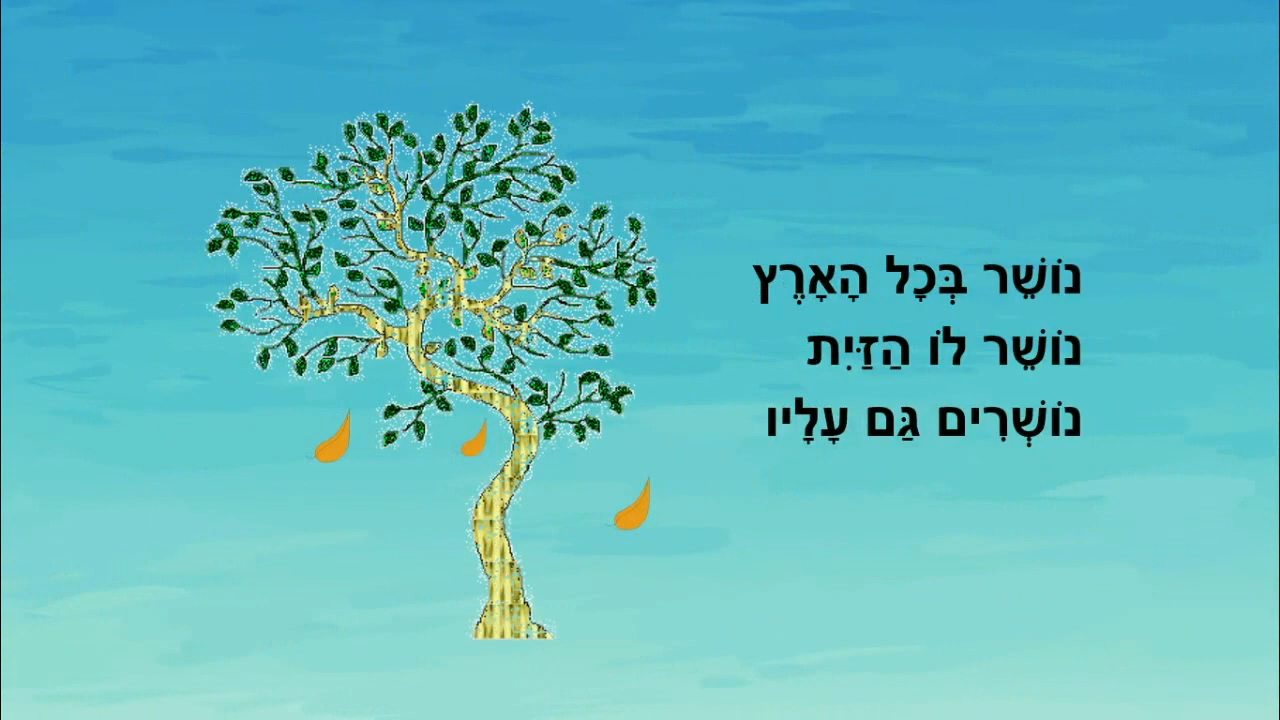 נוֹשֵׁר בְּכָל הָאָרֶץ
נוֹשֵׁר לוֹ הַזַּיִת
נוֹשְׁרִים גַּם עָלָיו